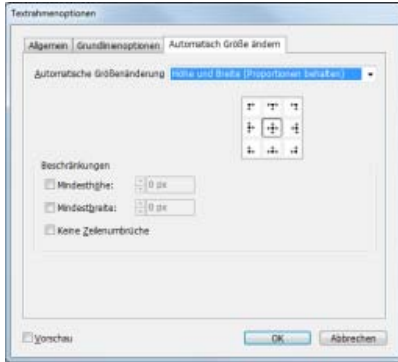 Textrahmenoptionen
Allgemein Grundlinienoptionen Automatisch Größe ändern
Automatische Größenänderung Höhe und Breite (Proportionen behalten)
Beschränkungen
Mindesthöhe: 0 px
Mindestbreite: 0 px
Keine Zeilenumbrüche
Vorschau OK Abbrechen